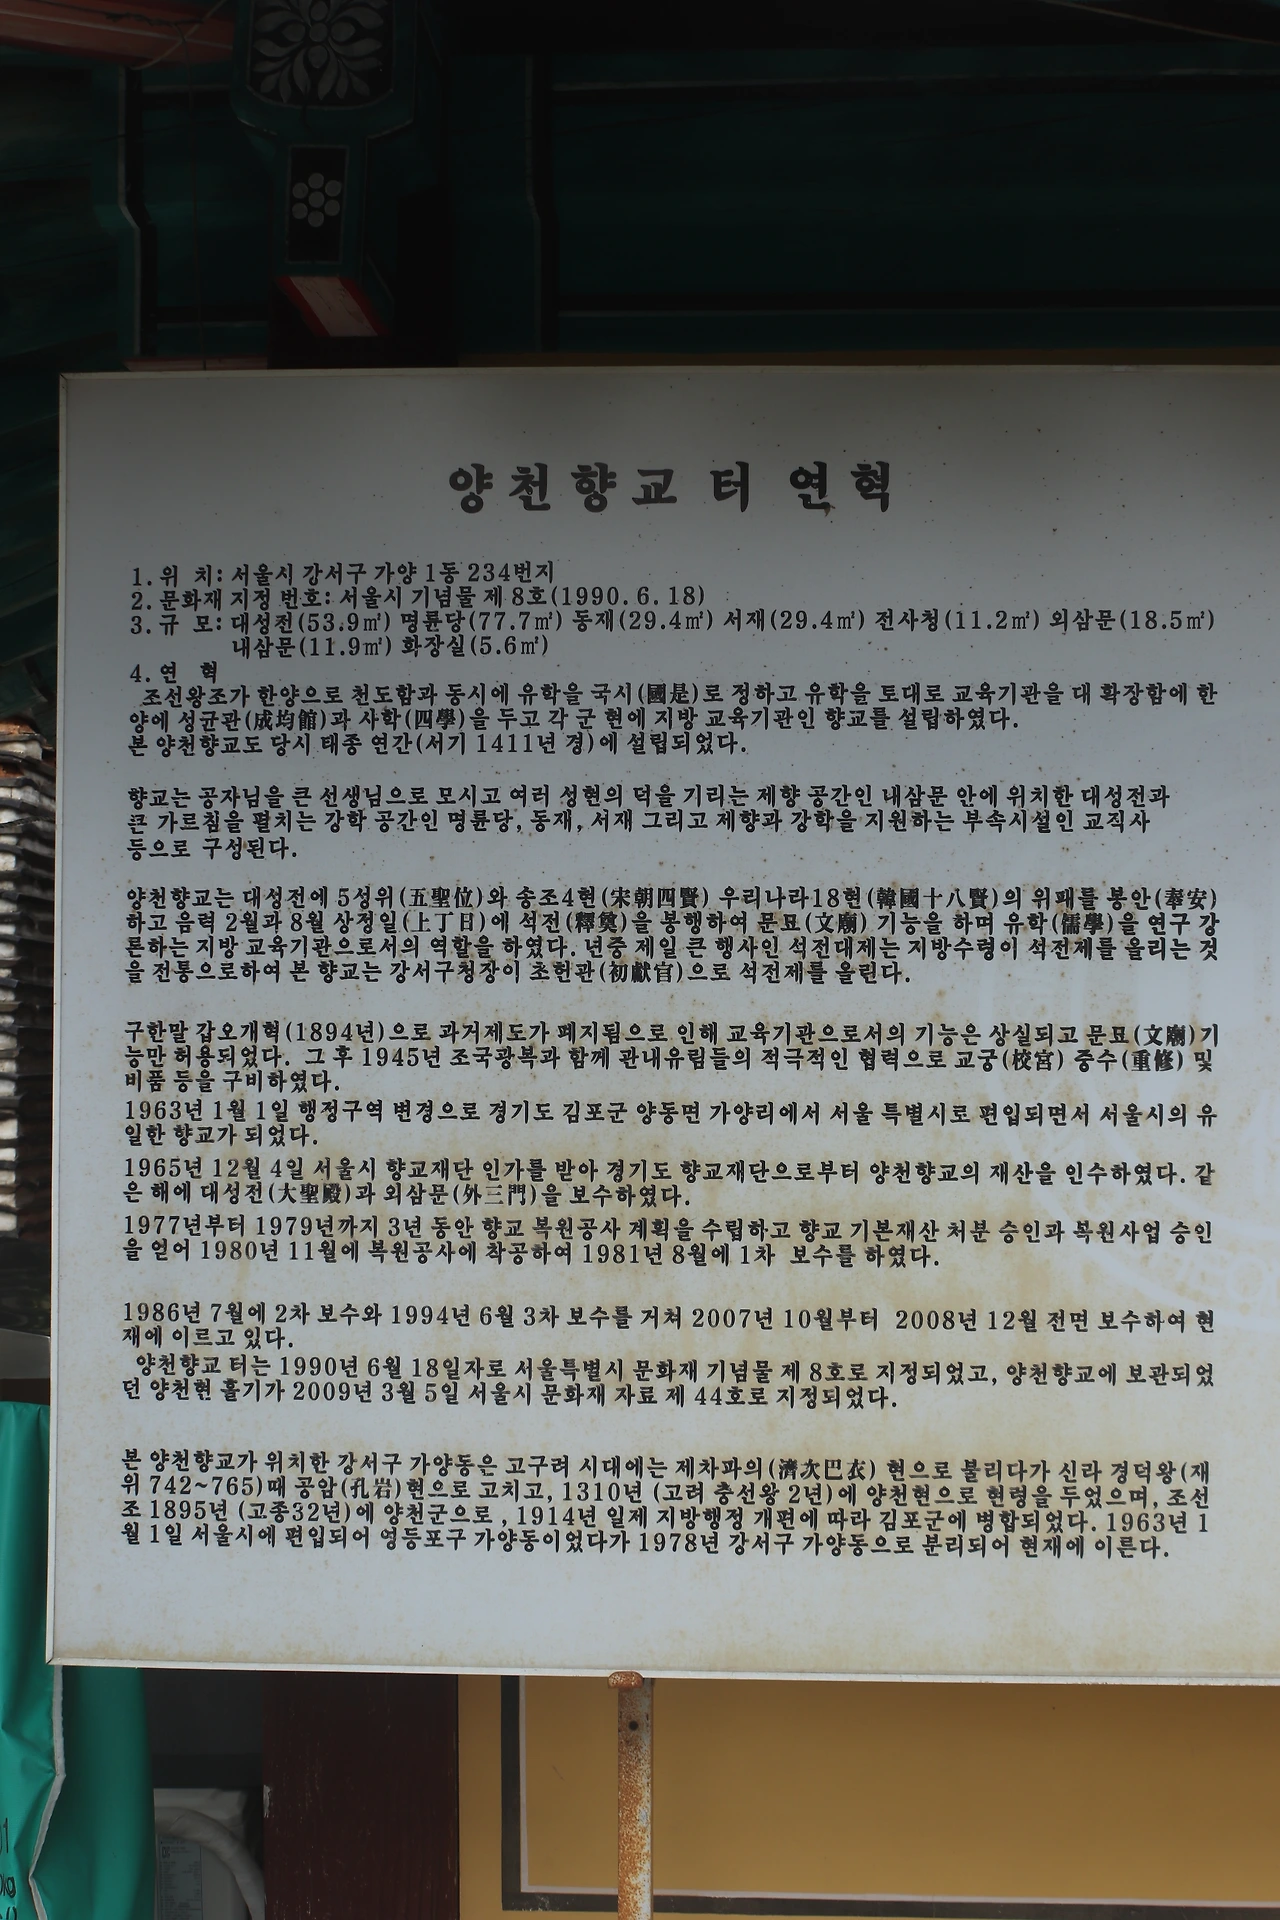 양천향교 터 연혁
1. 위 치: 서울시 강서구 가양 1동 234번지
2. 문화재 지정 번호: 서울시 기념물 제 8호(1990. 6. 18)
3. 규 모: 대성전(53.9㎡) 명륜당(77.7㎡) 동재(29.4㎡) 서재(29.4㎡) 전사청(11.2㎡) 외삼문(18.5㎡)
내삼문(11.9㎡) 화장실(5.6㎡)
4. 연 혁
조선왕조가 한양으로 천도함과 동시에 유학을 국시(國是)로 정하고 유학을 토대로 교육기관을 대 확장함에 한
양에 성균관(成均館)과 사학(四學)을 두고 각 군 현에 지방 교육기관인 향교를 설립하였다.
본 양천향교도 당시 태종 연간(서기 1411년 경)에 설립되었다.
향교는 공자님을 큰 선생님으로 모시고 여러 성현의 덕을 기리는 제향 공간인 내삼문 안에 위치한 대성전과
큰 가르침을 펼치는 강학 공간인 명륜당, 동재, 서재 그리고 제향과 강학을 지원하는 부속시설인 교직사
등으로 구성된다.
양천향교는 대성전에 5성위(五聖位)와 송조4현(宋朝四賢) 우리나라18현(韓國十八賢)의 위패를 봉안(奉安)
하고 음력 2월과 8월 상정일(上丁日)에 석전(釋奠)을 봉행하여 문묘(文廟) 기능을 하며 유학(儒學)을 연구 강
론하는 지방 교육기관으로서의 역할을 하였다. 년중 제일 큰 행사인 석전대제는 지방수령이 석전제를 올리는 것
을 전통으로하여 본 향교는 강서구청장이 초헌관(初獻官)으로 석전제를 올린다.
구한말 갑오개혁(1894년)으로 과거제도가 폐지됨으로 인해 교육기관으로서의 기능은 상실되고 문묘(文廟)기
능만 허용되었다. 그 후 1945년 조국광복과 함께 관내유림들의 적극적인 협력으로 교궁(校宮) 중수(重修) 및
비품 등을 구비하였다.
1963년 1월 1일 행정구역 변경으로 경기도 김포군 양동면 가양리에서 서울 특별시로 편입되면서 서울시의 유
일한 향교가 되었다.
1965년 12월 4일 서울시 향교재단 인가를 받아 경기도 향교재단으로부터 양천향교의 재산을 인수하였다. 같
은 해에 대성전(大聖殿)과 외삼문(外三門)을 보수하였다.
1977년부터 1979년까지 3년 동안 향교 복원공사 계획을 수립하고 향교 기본재산 처분 승인과 복원사업 승인
을 얻어 1980년 11월에 복원공사에 착공하여 1981년 8월에 1차 보수를 하였다.
1986년 7월에 2차 보수와 1994년 6월 3차 보수를 거쳐 2007년 10월부터 2008년 12월 전면 보수하여 현
재에 이르고 있다.
양천향교 터는 1990년 6월 18일자로 서울특별시 문화재 기념물 제 8호로 지정되었고, 양천향교에 보관되었
던 양천현 홀기가 2009년 3월 5일 서울시 문화재 자료 제 44호로 지정되었다.
본 양천향교가 위치한 강서구 가양동은 고구려 시대에는 제차파의(濟次巴衣) 현으로 불리다가 신라 경덕왕(재
위 742~765)때 공암(孔岩)현으로 고치고, 1310년 (고려 충선왕 2년)에 양천현으로 현령을 두었으며, 조선
조 1895년 (고종32년)에 양천군으로 , 1914년 일제 지방행정 개편에 따라 김포군에 병합되었다. 1963년 1
월 1일 서울시에 편입되어 영등포구 가양동이었다가 1978년 강서구 가양동으로 분리되어 현재에 이른다.